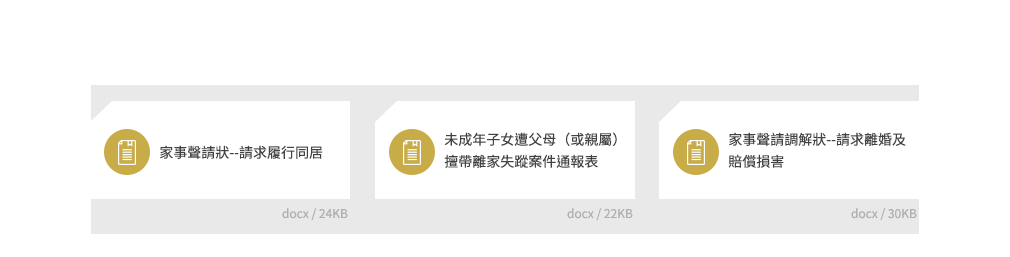 家事聲請狀--請求履行同居
docx / 24KB
未成年子女遭父母（或親屬）
擅帶離家失蹤案件通報表
docx / 22KB
家事聲請調解狀--請求離婚及
賠償損害
docx / 30KB